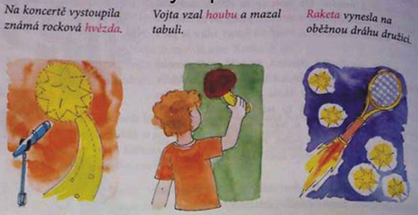 Na koncertě vystoupila
známá rocková hvězda.
Vojta vzal houbu a mazal
tabuli.
Raketa vynesla na
oběžnou dráhu družici.